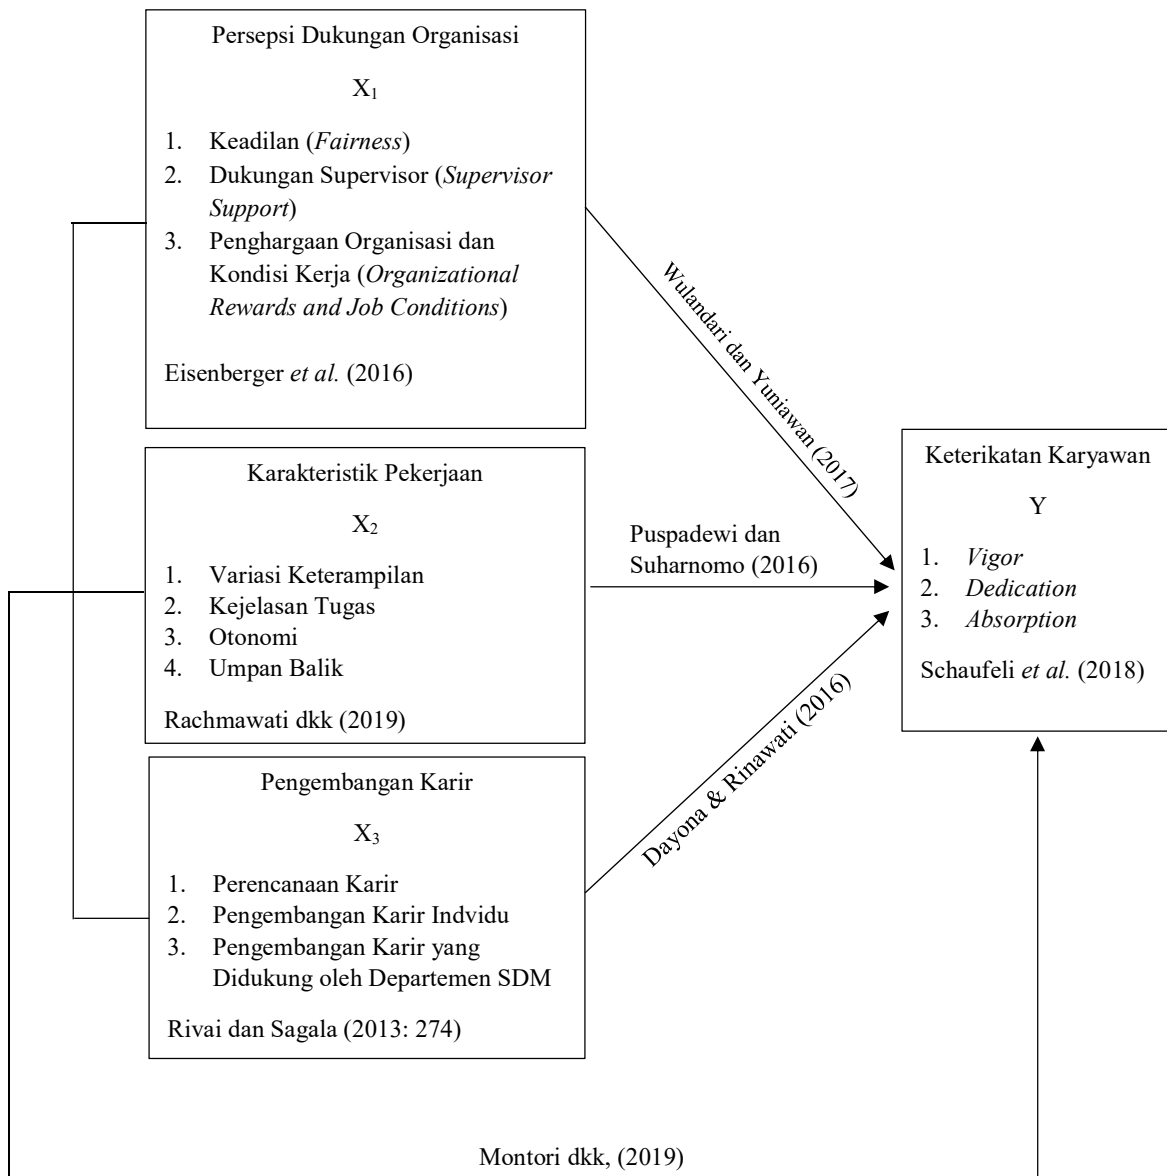 Persepsi Dukungan Organisasi
X1
1. Keadilan (Fairness)
2. Dukungan Supervisor (Supervisor
Support)
3. Penghargaan Organisasi dan
Kondisi Kerja (Organizational
Rewards and Job Conditions)
Eisenberger et al. (2016)
Wulandari dan Yuniawan (2017)
Karakteristik Pekerjaan
X2
1. Variasi Keterampilan
2. Kejelasan Tugas
3. Otonomi
4. Umpan Balik
Rachmawati dkk (2019)
Puspadewi dan
Suharnomo (2016)
Keterikatan Karyawan
Y
1. Vigor
2. Dedication
3. Absorption
Schaufeli et al. (2018)
Pengembangan Karir
X3
1. Perencanaan Karir
2. Pengembangan Karir Indvidu
3. Pengembangan Karir yang
Didukung oleh Departemen SDM
Rivai dan Sagala (2013: 274)
Dayona & Rinawati (2016)
Montori dkk, (2019)